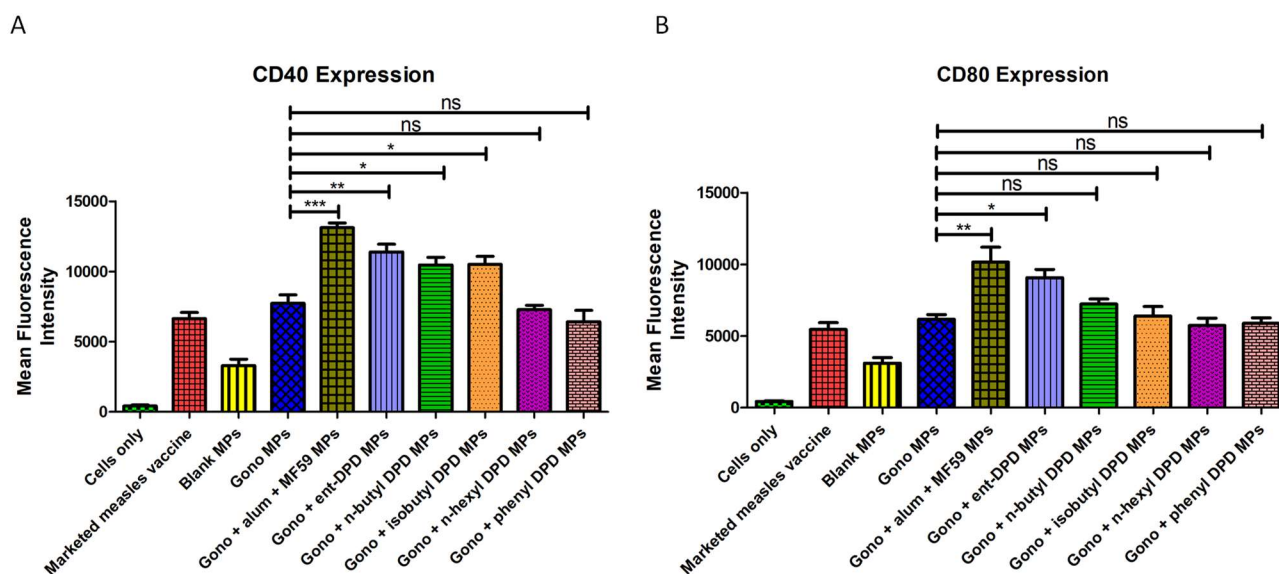 A
CD40 Expression
ns
ns
*
*
**
***
Mean Fluorescence
Intensity
15000
10000
5000
0
Cells only
Marketed measles vaccine
Blank MPs
Gono MPs
Gono + alum + MF59 MPs
Gono + ent-DPD MPs
Gono + n-butyl DPD MPs
Gono + isobutyl DPD MPs
Gono + n-hexyl DPD MPs
Gono + phenyl DPD MPs
B
CD80 Expression
ns
ns
ns
ns
*
**
Mean Fluorescence
Intensity
15000
10000
5000
0
Cells only
Marketed measles vaccine
Blank MPs
Gono MPs
Gono + alum + MF59 MPs
Gono + ent-DPD MPs
Gono + n-butyl DPD MPs
Gono + isobutyl DPD MPs
Gono + n-hexyl DPD MPs
Gono + phenyl DPD MPs